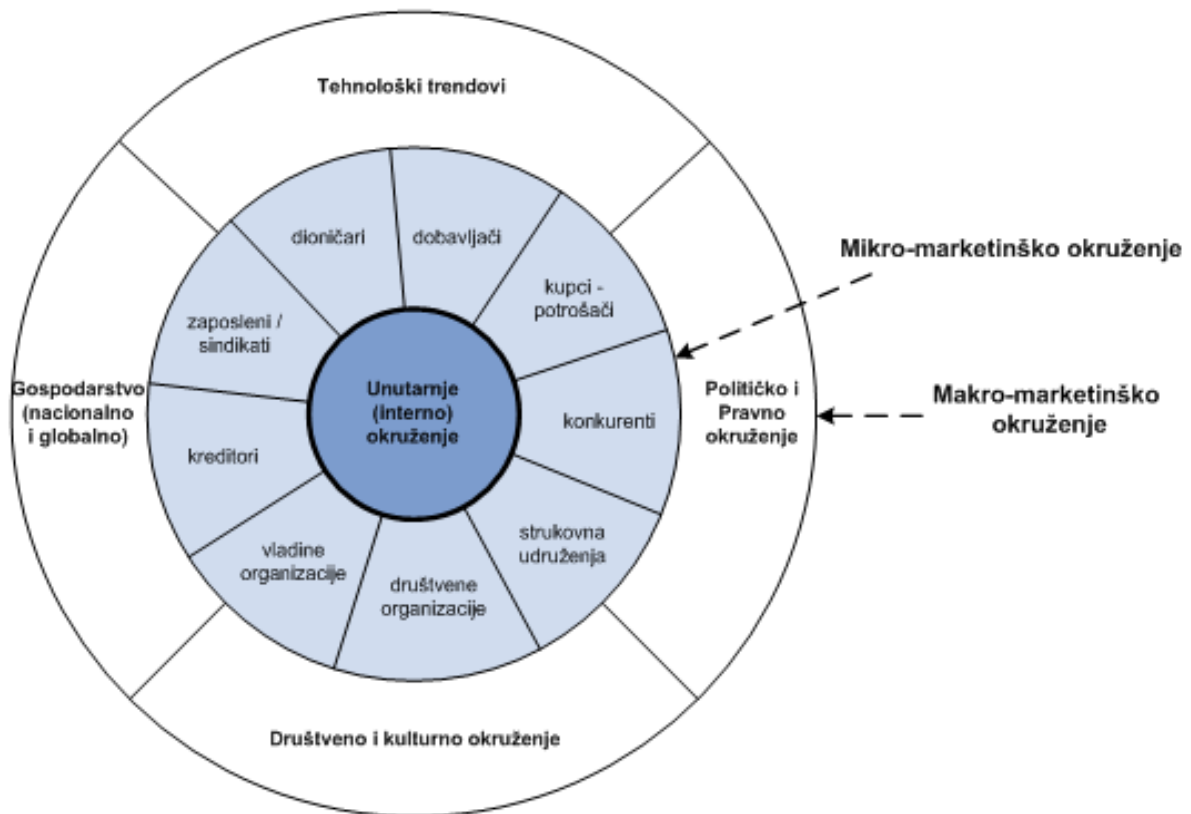 Tehnološki trendovi
dioničari
dobavljači
kupci -
potrošači
zaposleni /
sindikati
Unutarnje
(interno)
okruženje
konkurenti
kreditori
strukovna
udruženja
vladine
organizacije
društvene
organizacije
Gospodarstvo
(nacionalno
i globalno)
Političko i
Pravno
okruženje
Društveno i kulturno okruženje
Mikro-marketinško okruženje
Makro-marketinško
okruženje